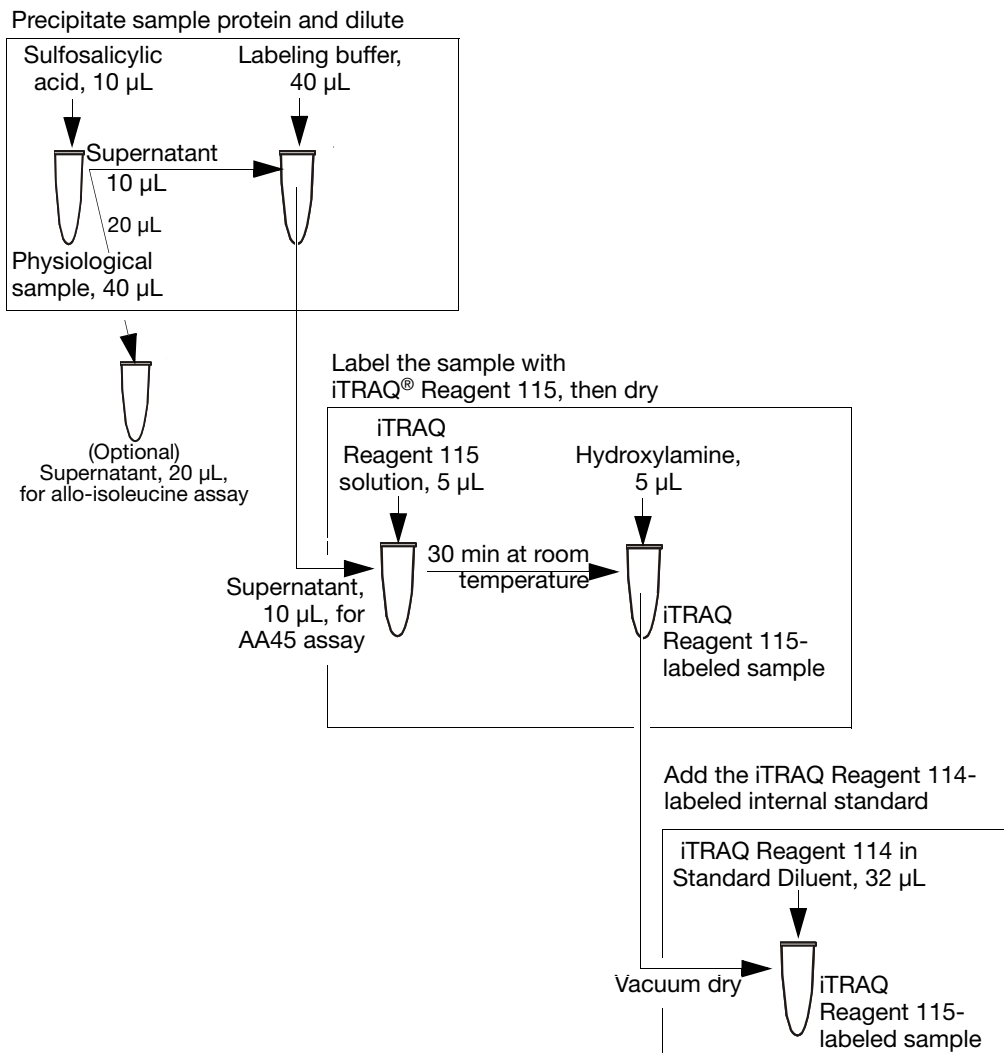 Precipitate sample protein and dilute
Sulfosalicylic
acid, 10 µL
Labeling buffer,
40 µL
Supernatant
10 µL
20 µL
Physiological
sample, 40 µL
(Optional)
Supernatant, 20 µL,
for allo-isoleucine assay
Label the sample with
iTRAQ® Reagent 115, then dry
iTRAQ
Reagent 115
solution, 5 µL
Hydroxylamine,
5 µL
30 min at room
temperature
Supernatant,
10 µL, for
AA45 assay
iTRAQ
Reagent 115-
labeled sample
Add the iTRAQ Reagent 114-
labeled internal standard
iTRAQ Reagent 114 in
Standard Diluent, 32 µL
Vacuum dry
iTRAQ
Reagent 115-
labeled sample